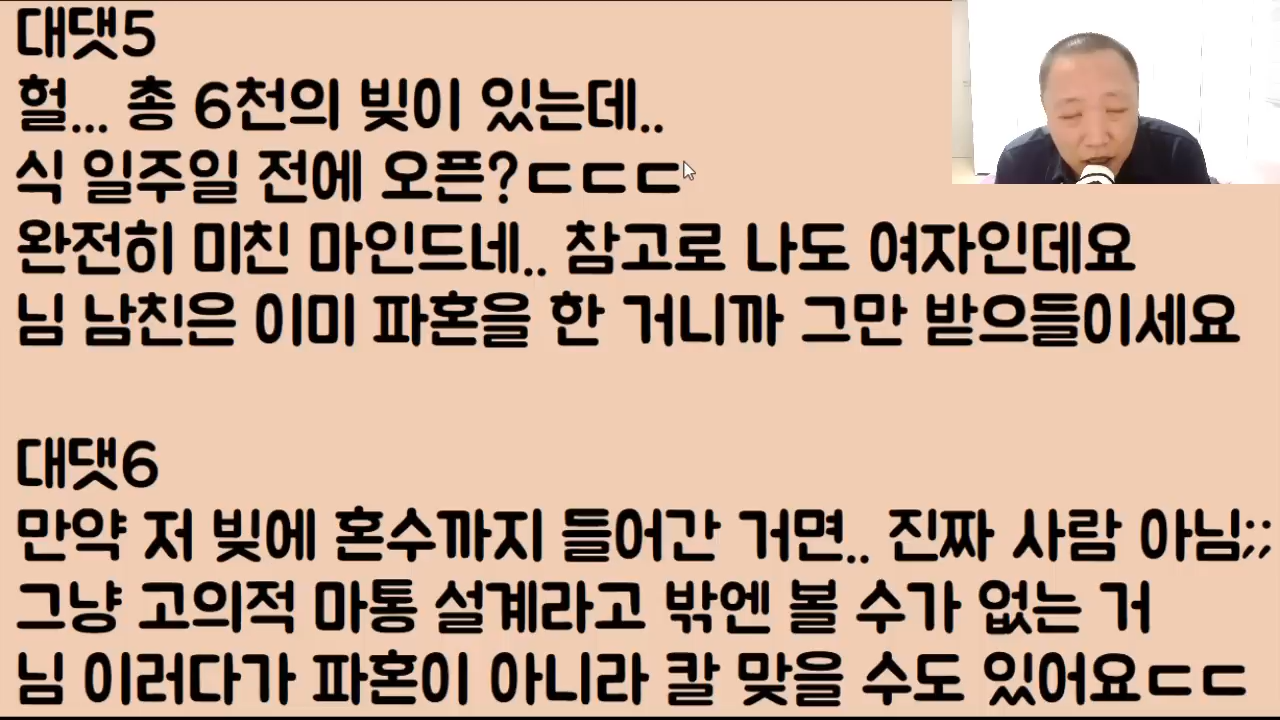 대댓5
헐... 총 6천의 빚이 있는데..
식 일주일 전에 오픈?ㄷㄷㄷ
완전히 미친 마인드네.. 참고로 나도 여자인데요
님 남친은 이미 파혼을 한 거니까 그만 받으들이세요
대댓6
만약 저 빚에 혼수까지 들어간 거면.. 진짜 사람 아님;;
그냥 고의적 마통 설계라고 밖엔 볼 수가 없는 거
님 이러다가 파혼이 아니라 칼 맞을 수도 있어요ㄷㄷ